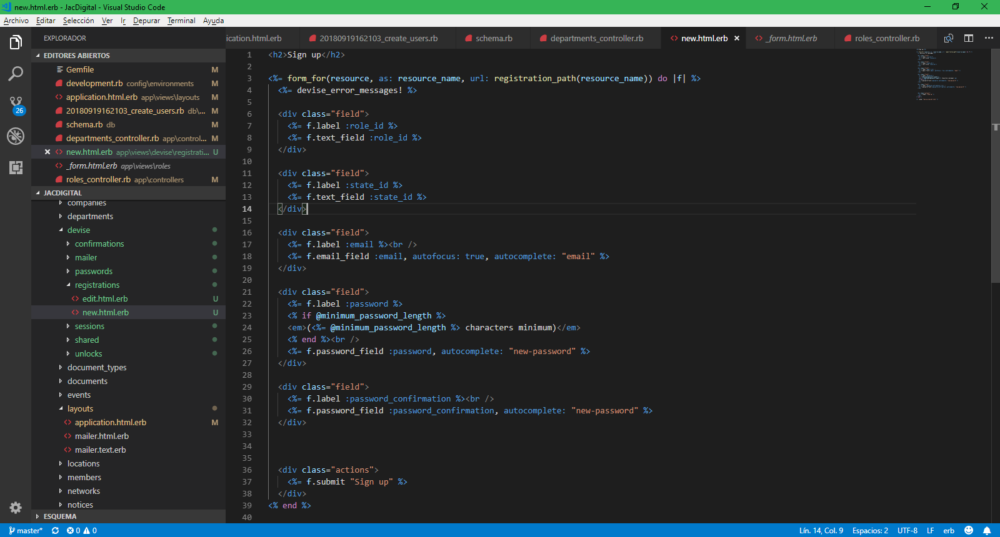 new.html.erb - JacDigital - Visual Studio Code
Archivo Editar Selección Ver Ir Depurar Terminal Ayuda
EXPLORADOR
EDITORES ABIERTOS
Gemfile M
development.rb config\environments M
application.html.erb app\views\layouts M
20180919162103_create_users.rb db\... M
schema.rb db M
departments_controller.rb app\control... M
new.html.erb app\views\devise\registrati... U
_form.html.erb app\views\roles
roles_controller.rb app\controllers M
JACDIGITAL
companies
departments
devise
confirmations
mailer
passwords
registrations
edit.html.erb U
new.html.erb U
sessions
shared
unlocks
document_types
documents
events
layouts
application.html.erb M
mailer.html.erb
mailer.text.erb
locations
members
networks
notices
ESQUEMA
26
ication.html.erb 20180919162103_create_users.rb schema.rb departments_controller.rb new.html.erb _form.html.erb roles_controller.rb
1 <h2>Sign up</h2>
2
3 <%= form_for(resource, as: resource_name, url: registration_path(resource_name)) do |f| %>
4 <%= devise_error_messages! %>
5
6 <div class="field">
7 <%= f.label :role_id %>
8 <%= f.text_field :role_id %>
9 </div>
10
11 <div class="field">
12 <%= f.label :state_id %>
13 <%= f.text_field :state_id %>
14 </div>
15
16 <div class="field">
17 <%= f.label :email %><br />
18 <%= f.email_field :email, autofocus: true, autocomplete: "email" %>
19 </div>
20
21 <div class="field">
22 <%= f.label :password %>
23 <% if @minimum_password_length %>
24 <em>(<%= @minimum_password_length %> characters minimum)</em>
25 <% end %><br />
26 <%= f.password_field :password, autocomplete: "new-password" %>
27 </div>
28
29 <div class="field">
30 <%= f.label :password_confirmation %><br />
31 <%= f.password_field :password_confirmation, autocomplete: "new-password" %>
32 </div>
33
34
35
36 <div class="actions">
37 <%= f.submit "Sign up" %>
38 </div>
39 <% end %>
40
master* 0 0 Lín. 14, Col. 9 Espacios: 2 UTF-8 LF erb